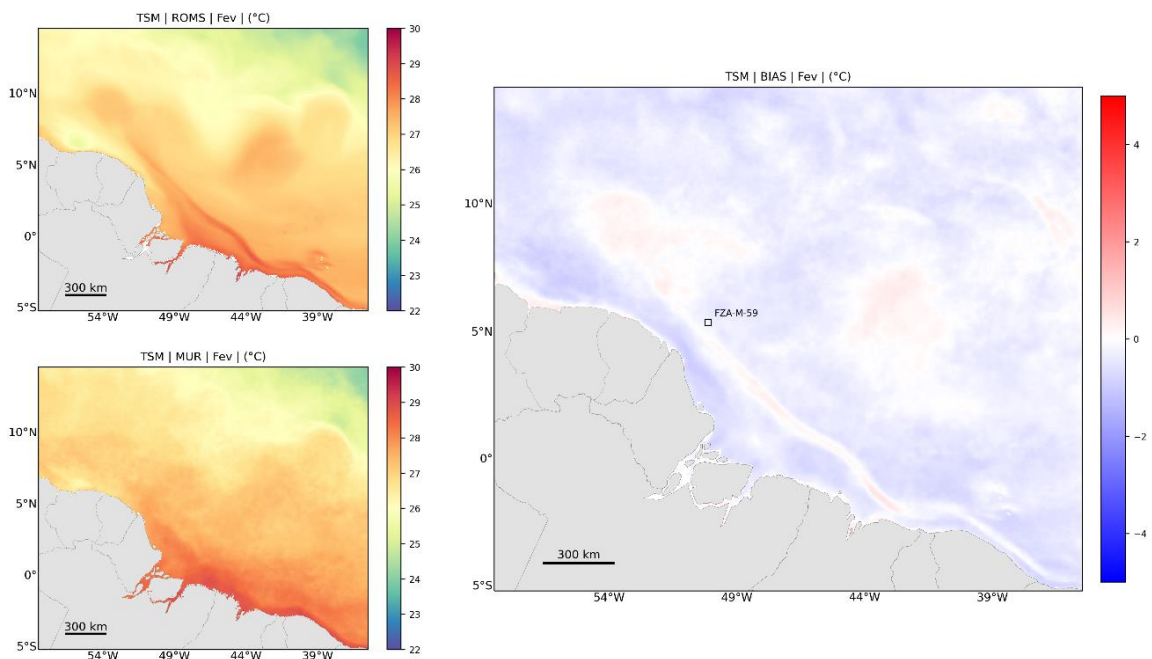 TSM | ROMS | Fev | (°C)
30
29
28
27
26
25
24
23
22
10°N
5°N
0°
5°S
300 km
54°W
49°W
44°W
39°W
TSM | MUR | Fev | (°C)
30
29
28
27
26
25
24
23
22
10°N
5°N
0°
5°S
300 km
54°W
49°W
44°W
39°W
TSM | BIAS | Fev | (°C)
10°N
5°N
0°
5°S
FZA-M-59
300 km
54°W
49°W
44°W
39°W
4
2
0
−2
−4